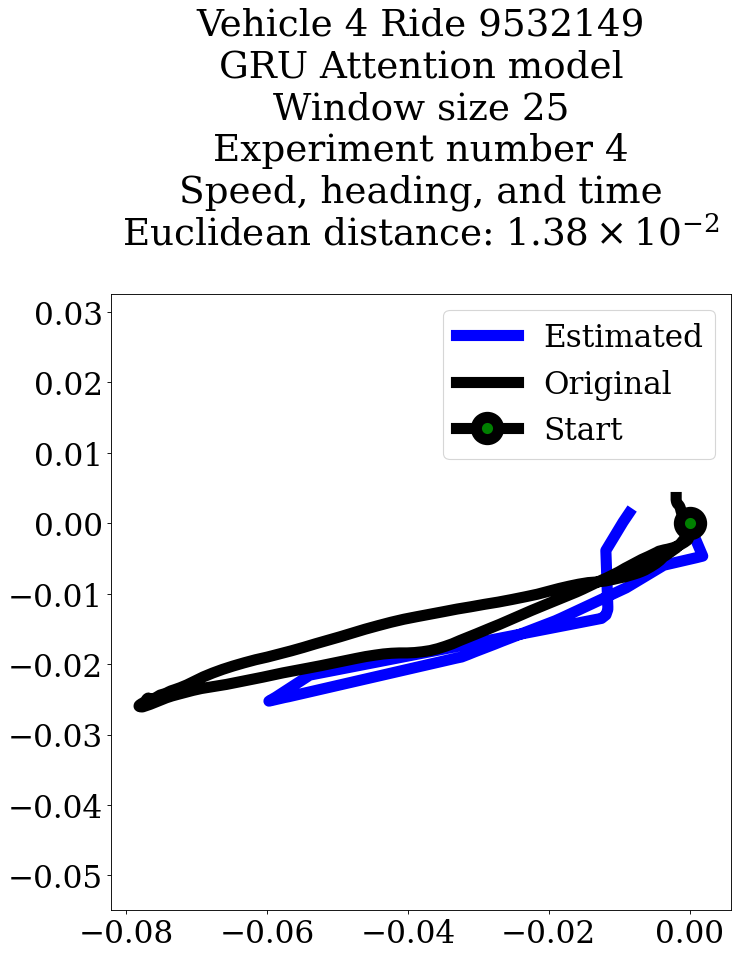 Vehicle 4 Ride 9532149
GRU Attention model
Window size 25
Experiment number 4
Speed, heading, and time
Euclidean distance: 1.38 × 10⁻²
Estimated
Original
Start
0.03
0.02
0.01
0.00
−0.01
−0.02
−0.03
−0.04
−0.05
−0.08 −0.06 −0.04 −0.02 0.00